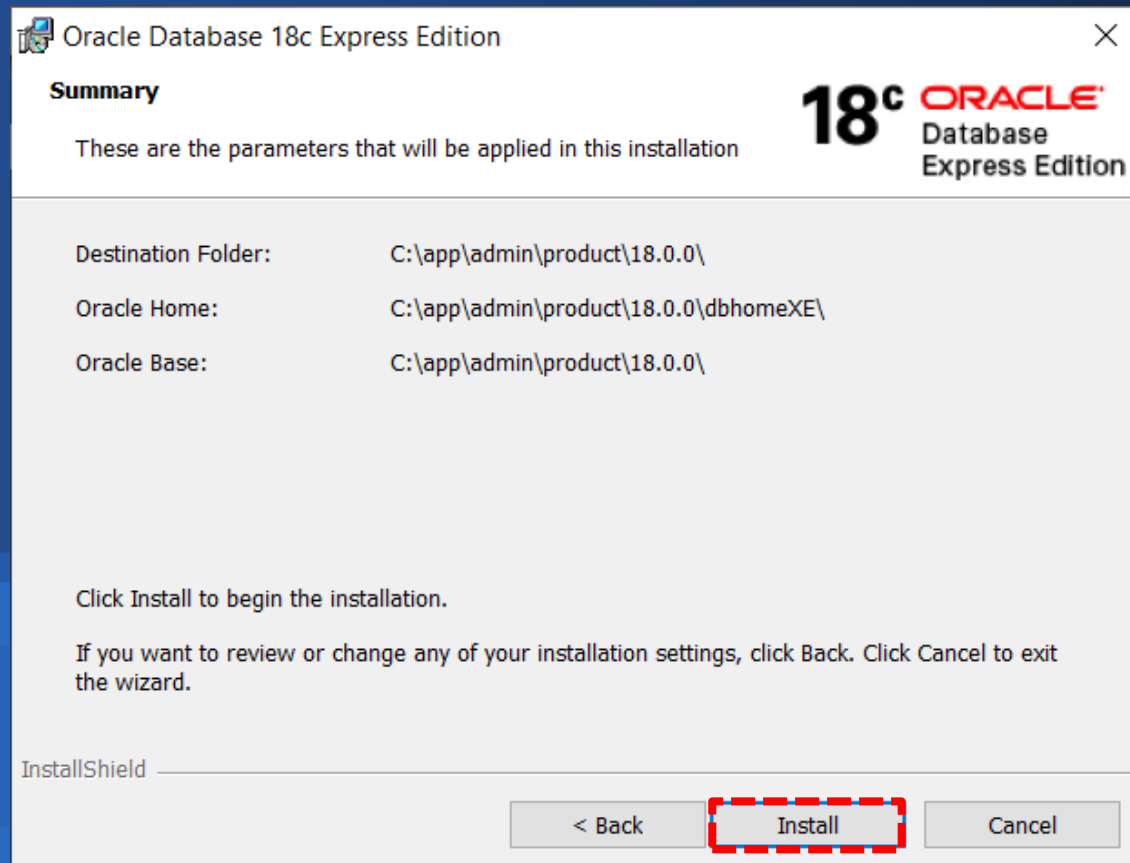 Oracle Database 18c Express Edition
Summary
These are the parameters that will be applied in this installation
18c ORACLE
Database
Express Edition
Destination Folder: C:\app\admin\product\18.0.0\
Oracle Home: C:\app\admin\product\18.0.0\dbhomeXE\
Oracle Base: C:\app\admin\product\18.0.0\
Click Install to begin the installation.
If you want to review or change any of your installation settings, click Back. Click Cancel to exit
the wizard.
InstallShield
< Back Install Cancel